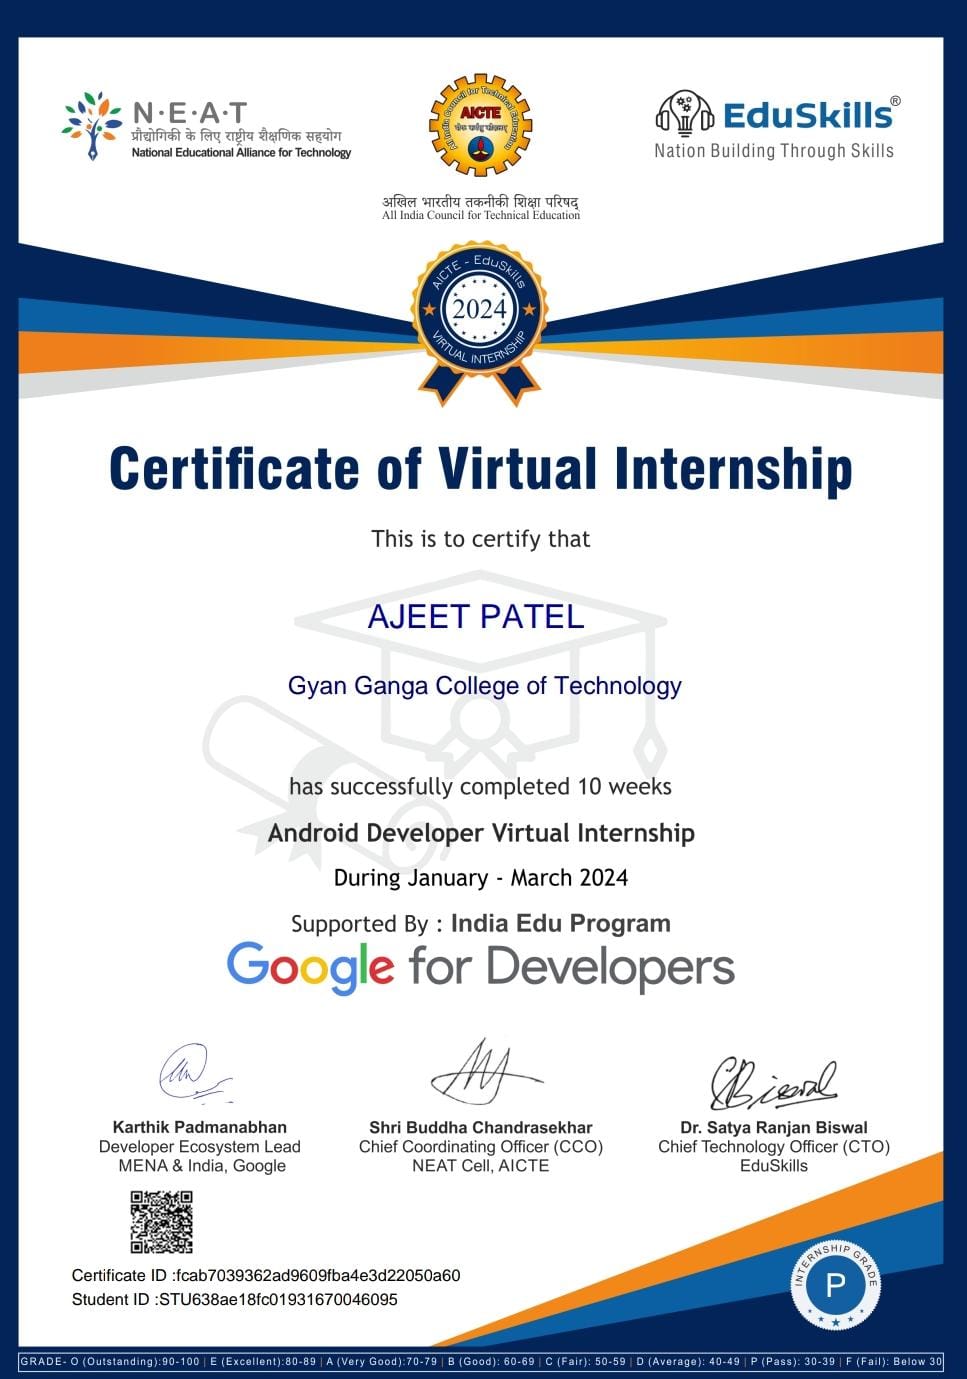 N·E·A·T
प्रौद्योगिकी के लिए राष्ट्रीय शैक्षणिक सहयोग
National Educational Alliance for Technology
All India Council for Technical Education
AICTE
अखिल भारतीय तकनीकी शिक्षा परिषद्
All India Council for Technical Education
EduSkills®
Nation Building Through Skills
AICTE - EduSkills
2024
VIRTUAL INTERNSHIP
Certificate of Virtual Internship
This is to certify that
AJEET PATEL
Gyan Ganga College of Technology
has successfully completed 10 weeks
Android Developer Virtual Internship
During January - March 2024
Supported By : India Edu Program
Google for Developers
Karthik Padmanabhan
Developer Ecosystem Lead
MENA & India, Google
Shri Buddha Chandrasekhar
Chief Coordinating Officer (CCO)
NEAT Cell, AICTE
Biswal
Dr. Satya Ranjan Biswal
Chief Technology Officer (CTO)
EduSkills
Certificate ID :fcab7039362ad9609fba4e3d22050a60
Student ID :STU638ae18fc01931670046095
INTERNSHIP GRADE
P
GRADE- O (Outstanding):90-100 | E (Excellent):80-89 | A (Very Good):70-79 | B (Good): 60-69 | C (Fair): 50-59 | D (Average): 40-49 | P (Pass): 30-39 | F (Fail): Below 30